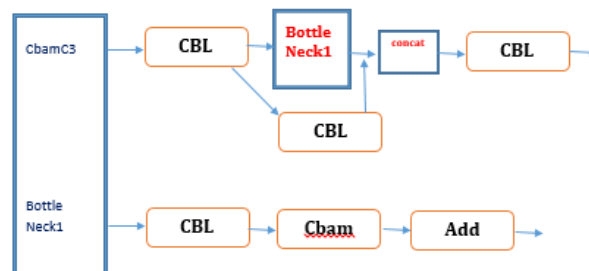 CbamC3
CBL
Bottle
Neck1
concat
CBL
CBL
Bottle
Neck1
CBL
Cbam
Add